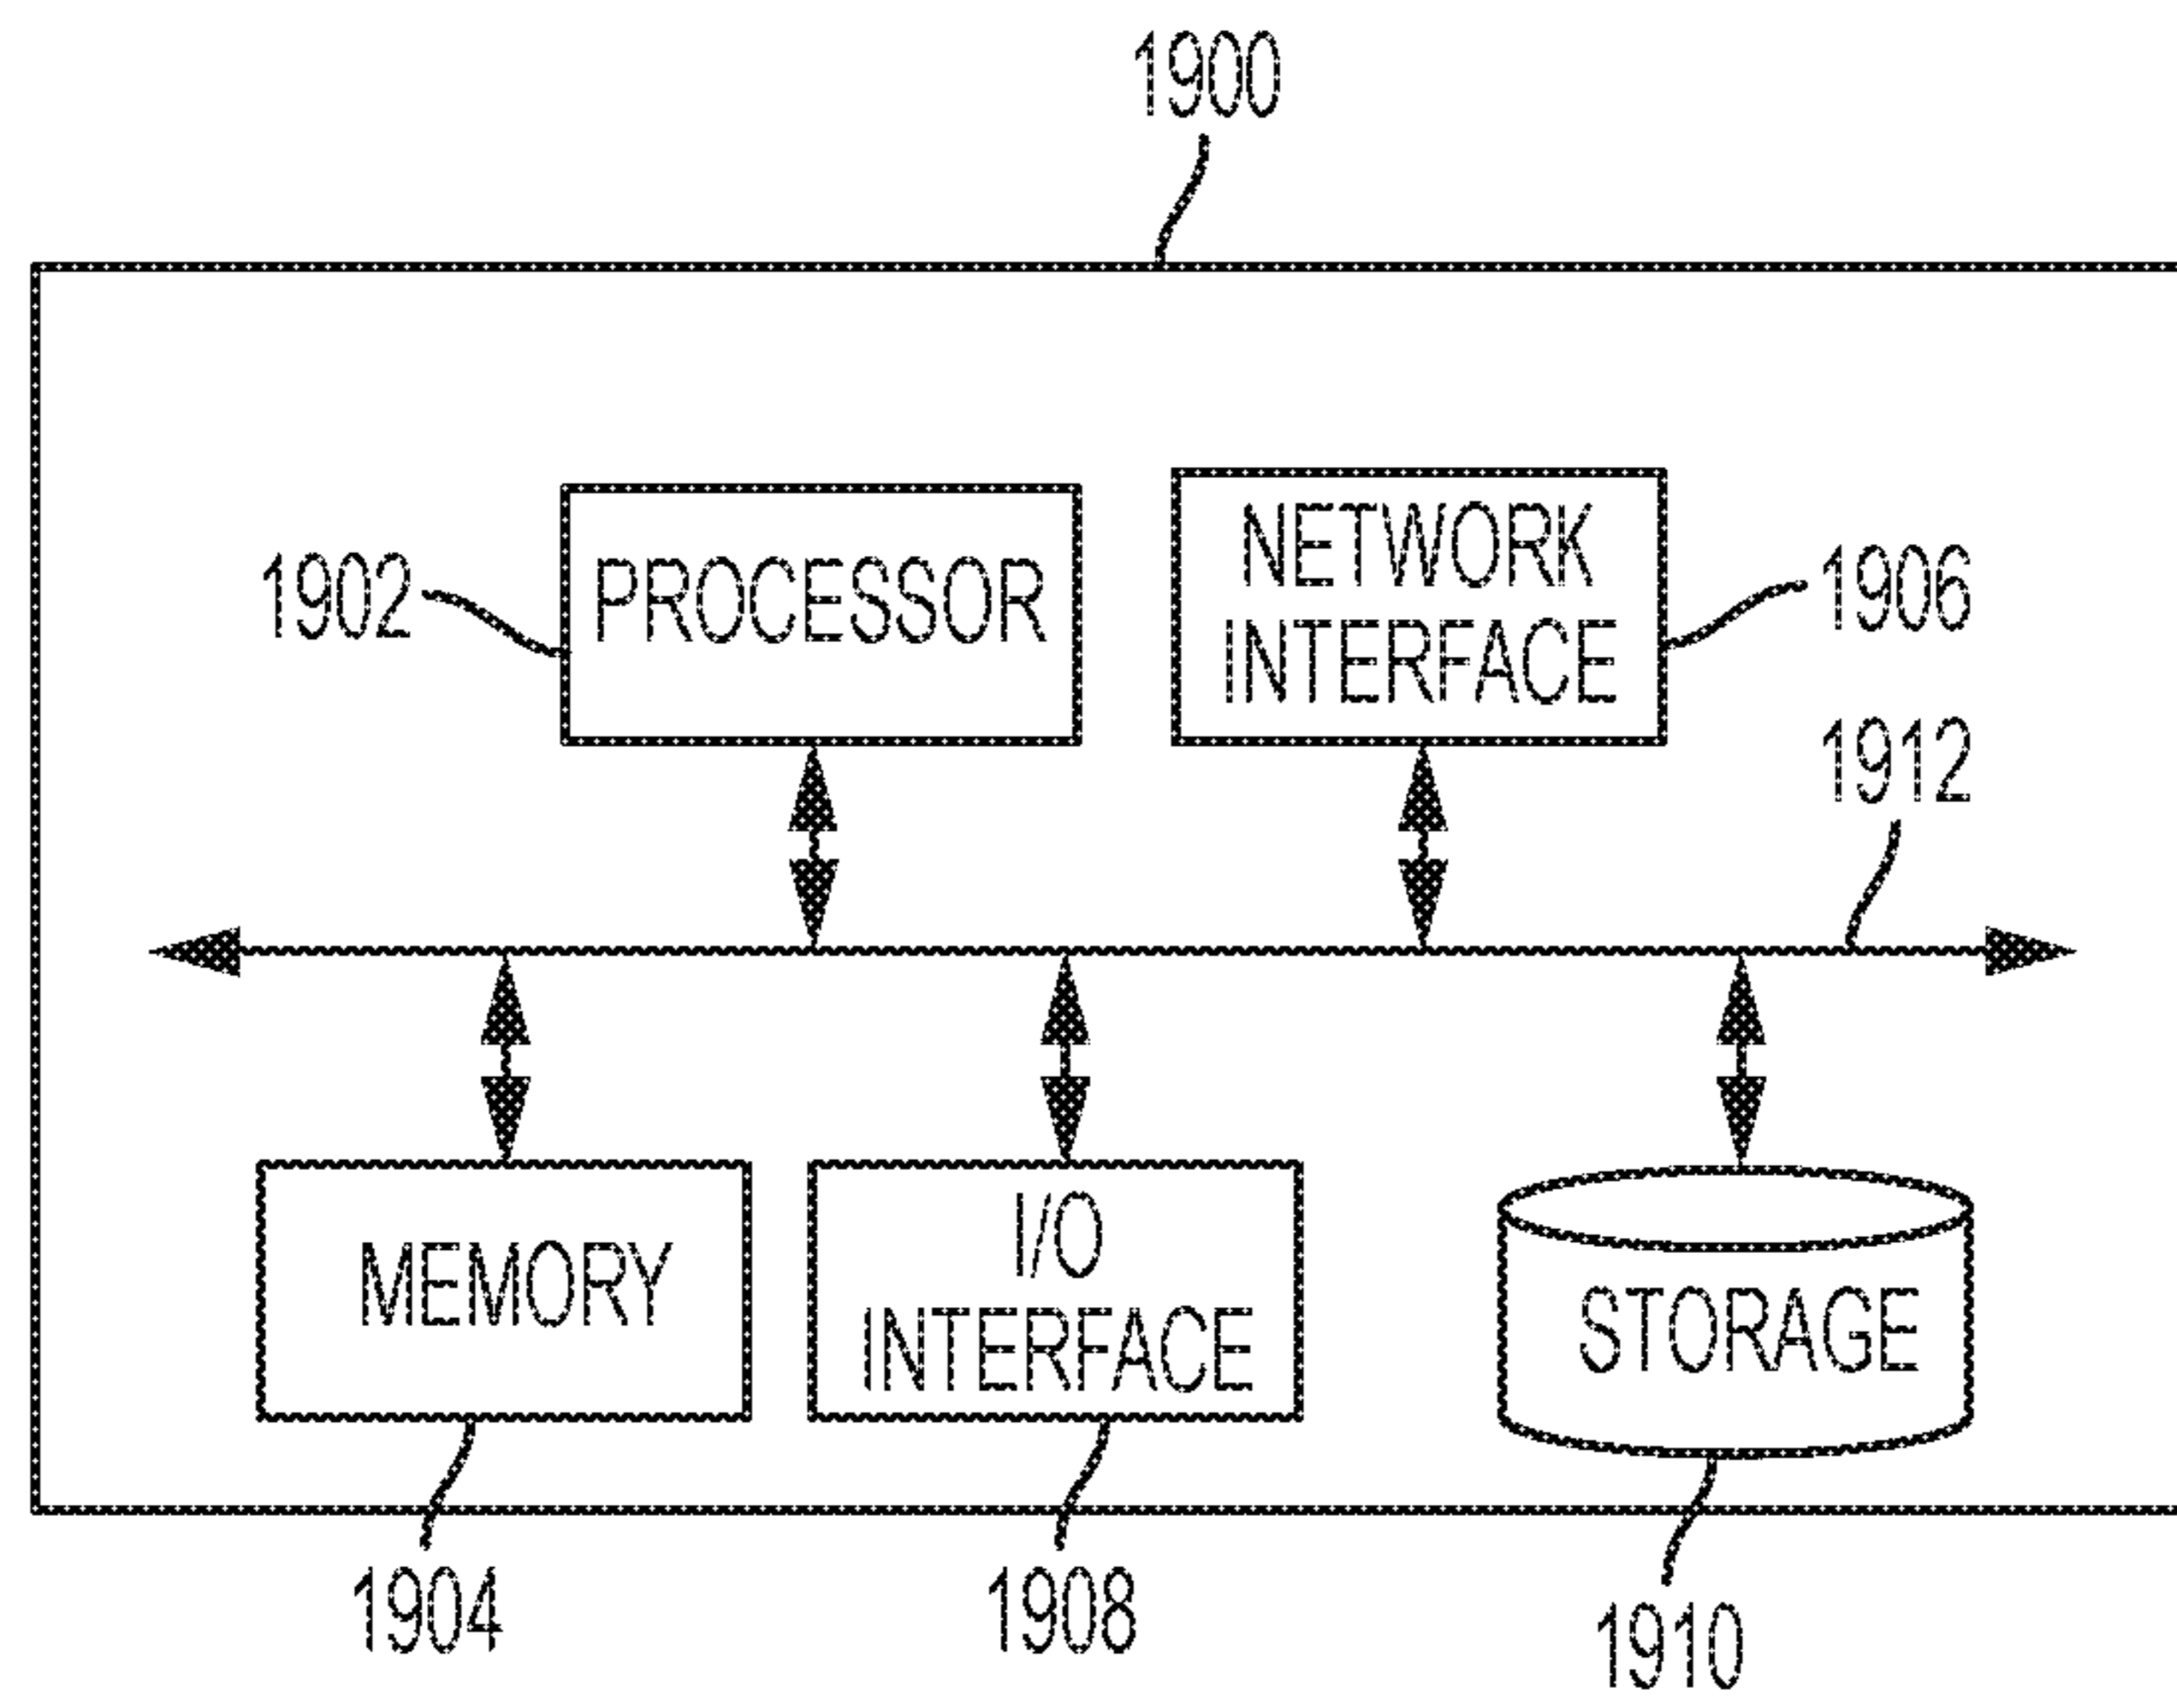 1900
1902
PROCESSOR
NETWORK
INTERFACE
1906
1912
MEMORY
I/O
INTERFACE
STORAGE
1904
1908
1910